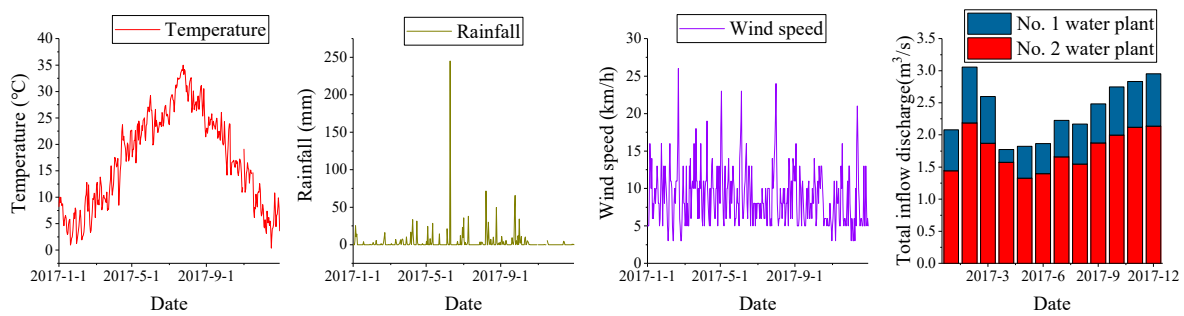 Temperature
40
35
30
25
20
15
10
5
0
-5
Temperature (°C)
2017-1-1 2017-5-1 2017-9-1
Date
Rainfall
250
200
150
100
50
0
Rainfall (mm)
2017-1-1 2017-5-1 2017-9-1
Date
Wind speed
30
25
20
15
10
5
0
Wind speed (km/h)
2017-1-1 2017-5-1 2017-9-1
Date
No. 1 water plant
No. 2 water plant
3.5
3.0
2.5
2.0
1.5
1.0
0.5
0.0
Total inflow discharge(m³/s)
2017-3 2017-6 2017-9 2017-12
Date